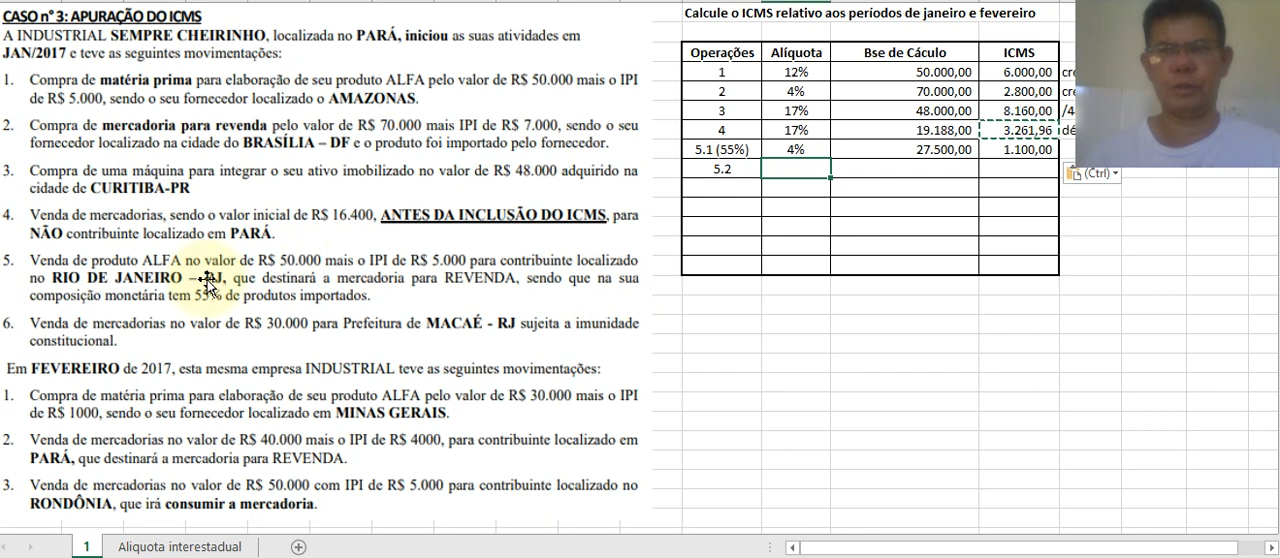 CASO nº 3: APURAÇÃO DO ICMS
A INDUSTRIAL SEMPRE CHEIRINHO, localizada no PARÁ, iniciou as suas atividades em
JAN/2017 e teve as seguintes movimentações:
1. Compra de matéria prima para elaboração de seu produto ALFA pelo valor de R$ 50.000 mais o IPI
de R$ 5.000, sendo o seu fornecedor localizado o AMAZONAS.
2. Compra de mercadoria para revenda pelo valor de R$ 70.000 mais IPI de R$ 7.000, sendo o seu
fornecedor localizado na cidade do BRASÍLIA – DF e o produto foi importado pelo fornecedor.
3. Compra de uma máquina para integrar o seu ativo imobilizado no valor de R$ 48.000 adquirido na
cidade de CURITIBA-PR
4. Venda de mercadorias, sendo o valor inicial de R$ 16.400, ANTES DA INCLUSÃO DO ICMS, para
NÃO contribuinte localizado em PARÁ.
5. Venda de produto ALFA no valor de R$ 50.000 mais o IPI de R$ 5.000 para contribuinte localizado
no RIO DE JANEIRO – RJ, que destinará a mercadoria para REVENDA, sendo que na sua
composição monetária tem 55% de produtos importados.
6. Venda de mercadorias no valor de R$ 30.000 para Prefeitura de MACAÉ - RJ sujeita a imunidade
constitucional.
Em FEVEREIRO de 2017, esta mesma empresa INDUSTRIAL teve as seguintes movimentações:
1. Compra de matéria prima para elaboração de seu produto ALFA pelo valor de R$ 30.000 mais o IPI
de R$ 1000, sendo o seu fornecedor localizado em MINAS GERAIS.
2. Venda de mercadorias no valor de R$ 40.000 mais o IPI de R$ 4000, para contribuinte localizado em
PARÁ, que destinará a mercadoria para REVENDA.
3. Venda de mercadorias no valor de R$ 50.000 com IPI de R$ 5.000 para contribuinte localizado no
RONDÔNIA, que irá consumir a mercadoria.
Calcule o ICMS relativo aos períodos de janeiro e fevereiro
Operações Alíquota Bse de Cáculo ICMS
1 12% 50.000,00 6.000,00 cre
2 4% 70.000,00 2.800,00 cre
3 17% 48.000,00 8.160,00 /4
4 17% 19.188,00 3.261,96 dé
5.1 (55%) 4% 27.500,00 1.100,00
5.2
(Ctrl)
1 Aliquota interestadual